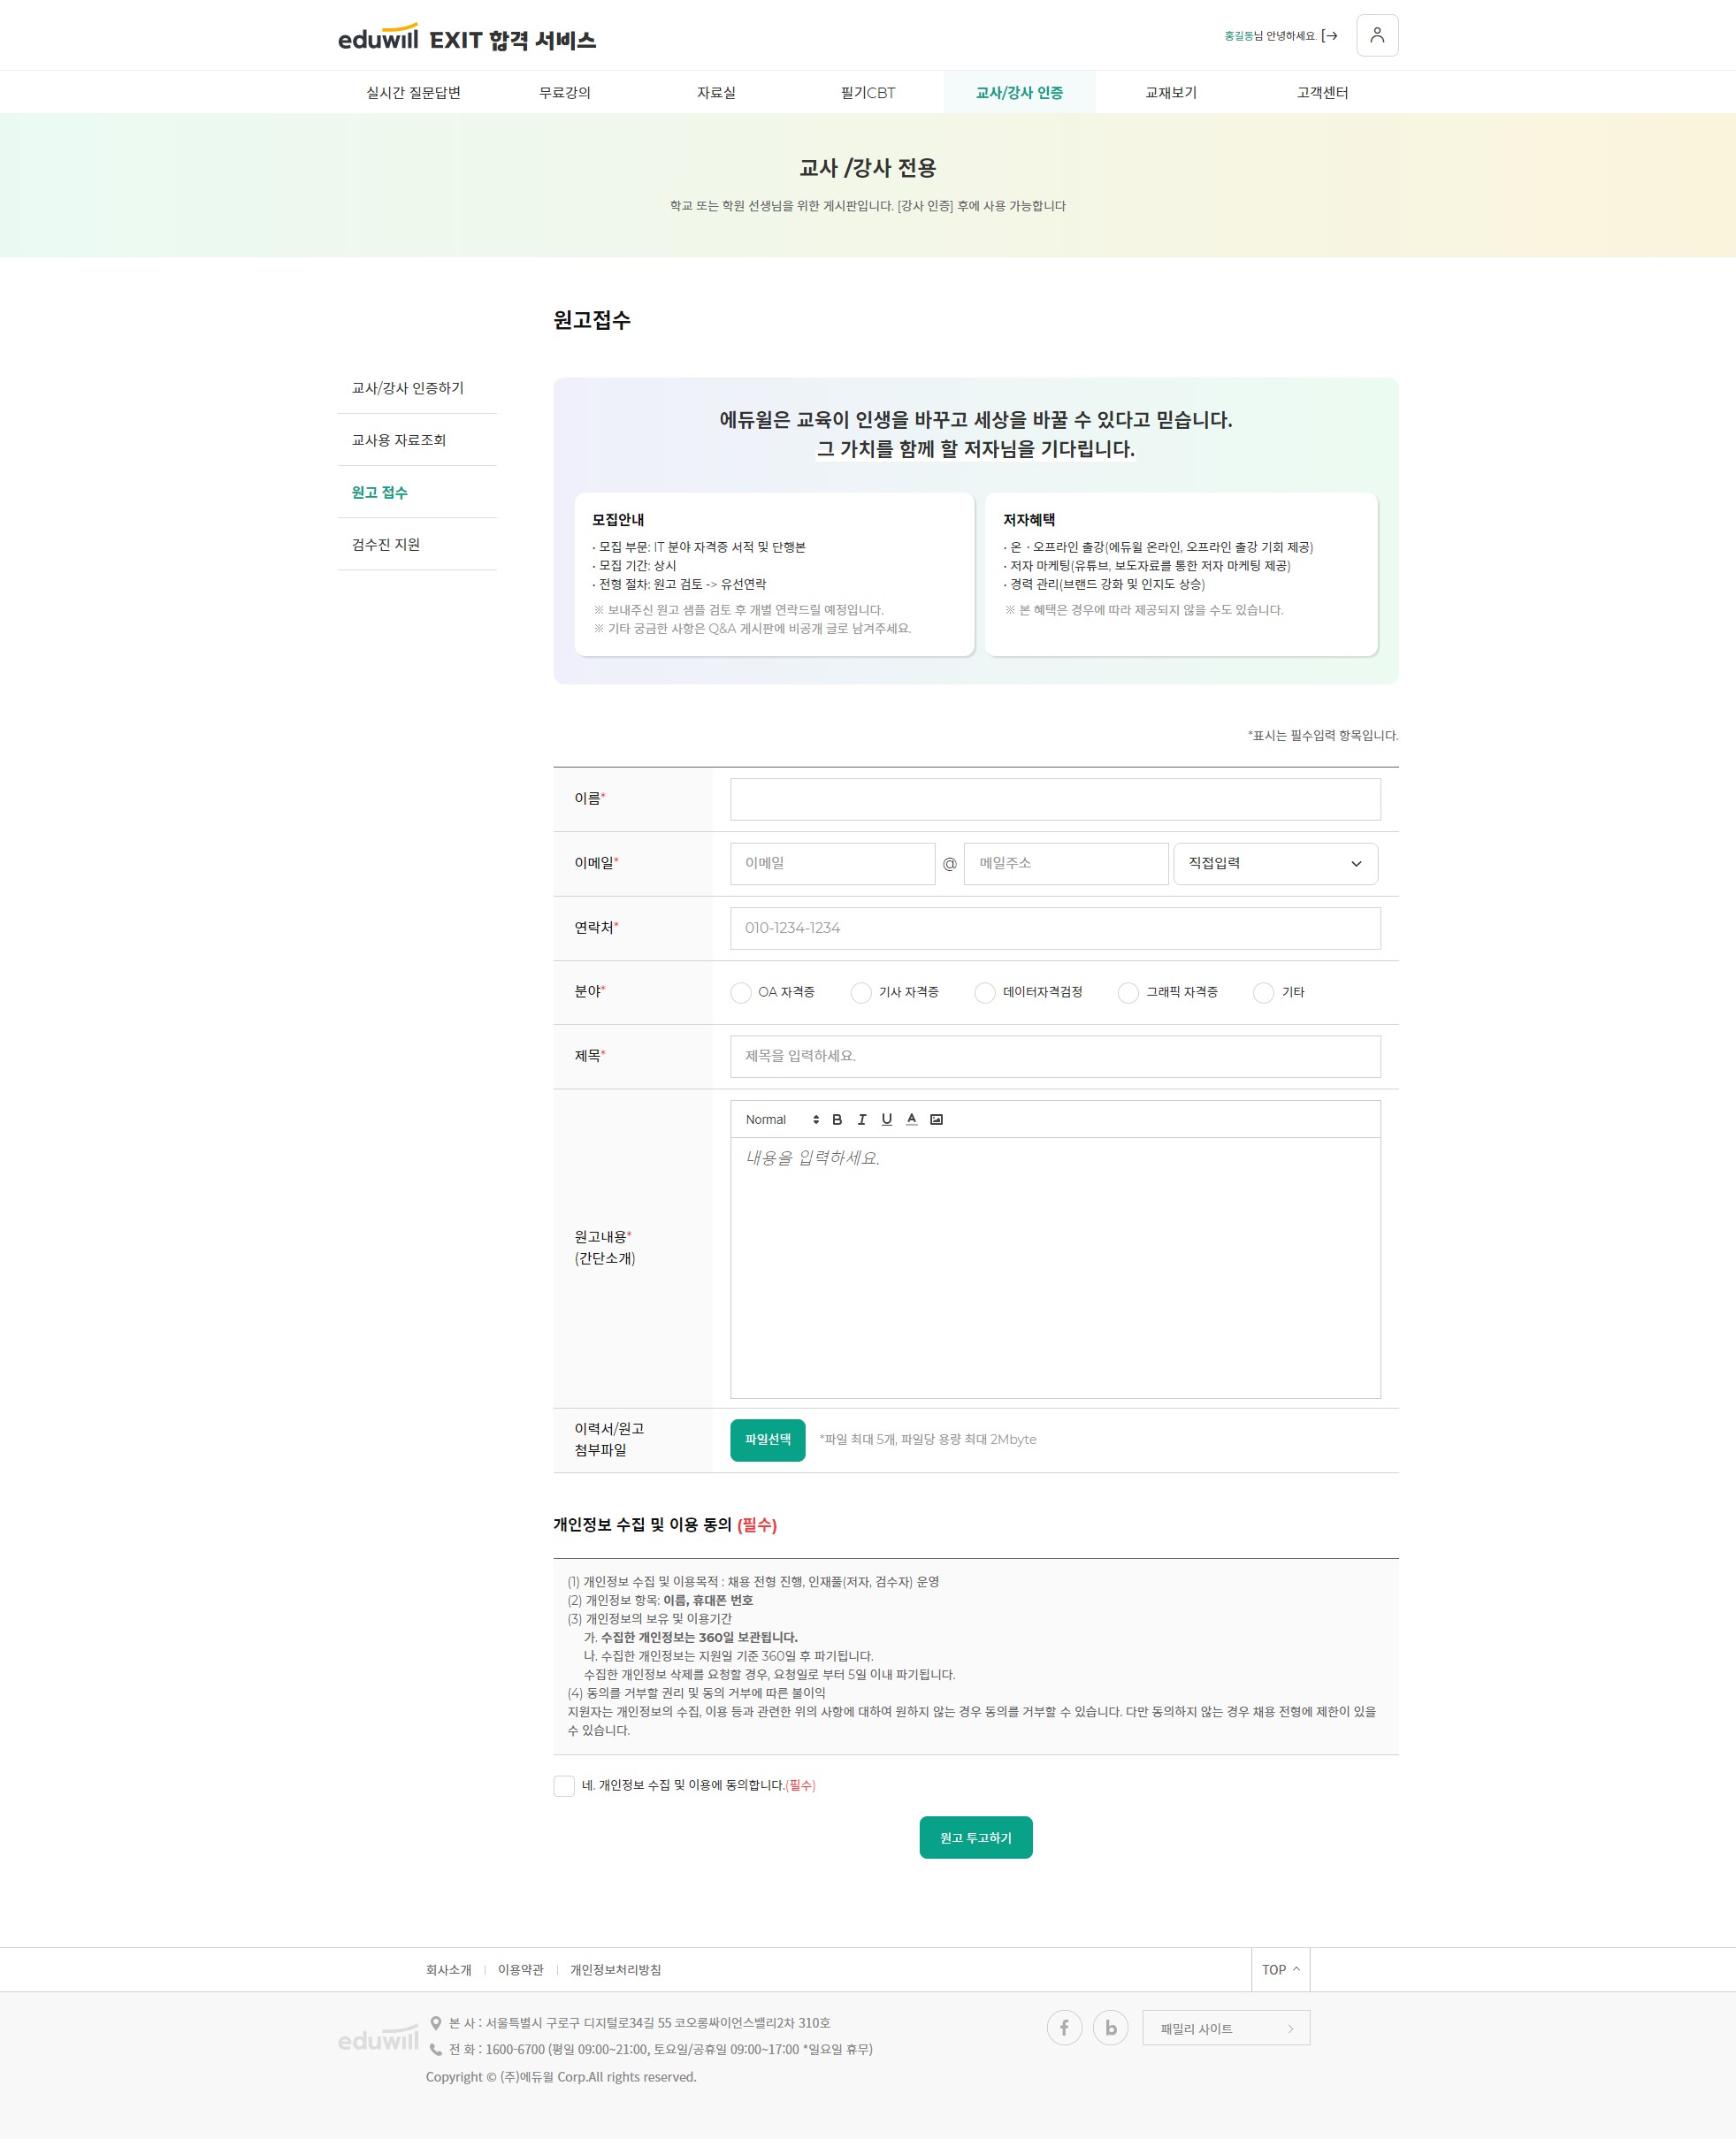 eduwill EXIT 합격 서비스
홍길동님 안녕하세요.
실시간 질문답변 무료강의 자료실 필기CBT 교사/강사 인증 교재보기 고객센터
교사 /강사 전용
학교 또는 학원 선생님을 위한 게시판입니다. [강사 인증] 후에 사용 가능합니다
원고접수
교사/강사 인증하기
교사용 자료조회
원고 접수
검수진 지원
에듀윌은 교육이 인생을 바꾸고 세상을 바꿀 수 있다고 믿습니다.
그 가치를 함께 할 저자님을 기다립니다.
모집안내
· 모집 부문: IT 분야 자격증 서적 및 단행본
· 모집 기간: 상시
· 전형 절차: 원고 검토 -> 유선연락
※ 보내주신 원고 샘플 검토 후 개별 연락드릴 예정입니다.
※ 기타 궁금한 사항은 Q&A 게시판에 비공개 글로 남겨주세요.
저자혜택
· 온 · 오프라인 출강(에듀윌 온라인, 오프라인 출강 기회 제공)
· 저자 마케팅(유튜브, 보도자료를 통한 저자 마케팅 제공)
· 경력 관리(브랜드 강화 및 인지도 상승)
※ 본 혜택은 경우에 따라 제공되지 않을 수도 있습니다.
*표시는 필수입력 항목입니다.
이름*
이메일* 이메일 @ 메일주소 직접입력
연락처* 010-1234-1234
분야* OA 자격증 기사 자격증 데이터자격검정 그래픽 자격증 기타
제목* 제목을 입력하세요.
Normal B I U A
내용을 입력하세요.
원고내용*
(간단소개)
이력서/원고
첨부파일
파일선택 *파일 최대 5개, 파일당 용량 최대 2Mbyte
개인정보 수집 및 이용 동의 (필수)
(1) 개인정보 수집 및 이용목적 : 채용 전형 진행, 인재풀(저자, 검수자) 운영
(2) 개인정보 항목: 이름, 휴대폰 번호
(3) 개인정보의 보유 및 이용기간
가. 수집한 개인정보는 360일 보관됩니다.
나. 수집한 개인정보는 지원일 기준 360일 후 파기됩니다.
수집한 개인정보 삭제를 요청할 경우, 요청일로 부터 5일 이내 파기됩니다.
(4) 동의를 거부할 권리 및 동의 거부에 따른 불이익
지원자는 개인정보의 수집, 이용 등과 관련한 위의 사항에 대하여 원하지 않는 경우 동의를 거부할 수 있습니다. 다만 동의하지 않는 경우 채용 전형에 제한이 있을
수 있습니다.
네. 개인정보 수집 및 이용에 동의합니다.(필수)
원고 투고하기
회사소개 이용약관 개인정보처리방침 TOP
eduwill
본 사 : 서울특별시 구로구 디지털로34길 55 코오롱싸이언스밸리2차 310호
전 화 : 1600-6700 (평일 09:00~21:00, 토요일/공휴일 09:00~17:00 *일요일 휴무)
Copyright © (주)에듀윌 Corp.All rights reserved.
f b 패밀리 사이트